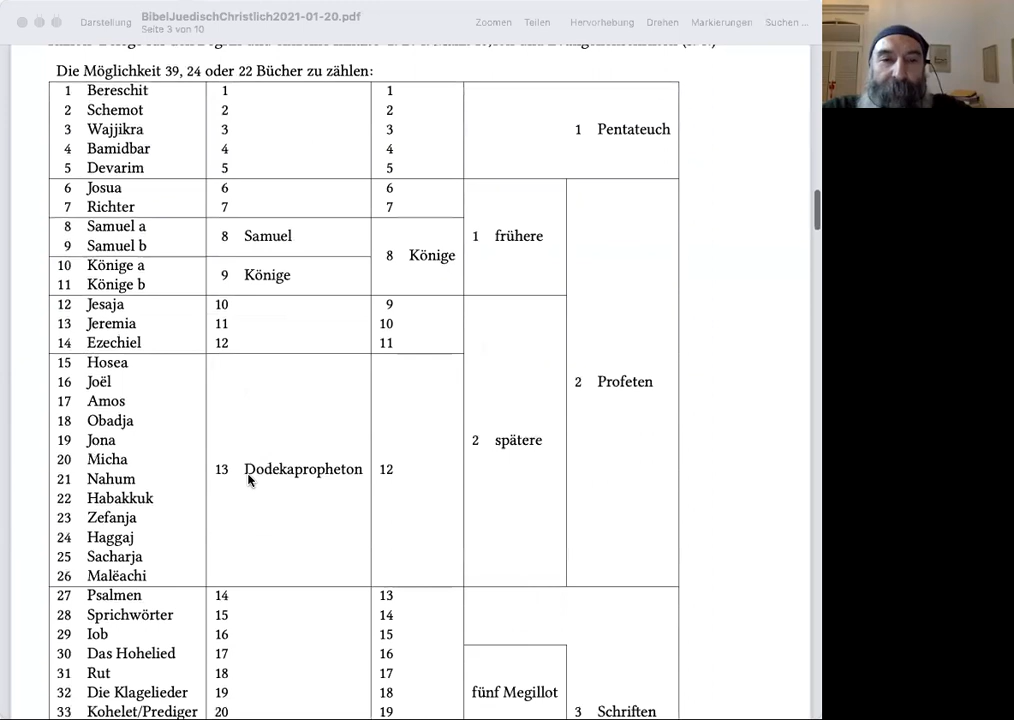 Darstellung BibelJuedischChristlich2021-01-20.pdf Zoomen Teilen Hervorhebung Drehen Markierungen Suchen ...
Seite 3 von 10
Die Möglichkeit 39, 24 oder 22 Bücher zu zählen:
1 Bereschit 1 1
2 Schemot 2 2
3 Wajjikra 3 3 1 Pentateuch
4 Bamidbar 4 4
5 Devarim 5 5
6 Josua 6 6
7 Richter 7 7
8 Samuel a
8 Samuel 1 frühere
9 Samuel b
8 Könige
10 Könige a
9 Könige
11 Könige b
12 Jesaja 10 9
13 Jeremia 11 10
14 Ezechiel 12 11
15 Hosea
16 Joël 2 Profeten
17 Amos
18 Obadja
19 Jona 2 spätere
20 Micha
13 Dodekapropheton 12
21 Nahum
22 Habakkuk
23 Zefanja
24 Haggaj
25 Sacharja
26 Malëachi
27 Psalmen 14 13
28 Sprichwörter 15 14
29 Iob 16 15
30 Das Hohelied 17 16
31 Rut 18 17
32 Die Klagelieder 19 18 fünf Megillot
33 Kohelet/Prediger 20 19 3 Schriften